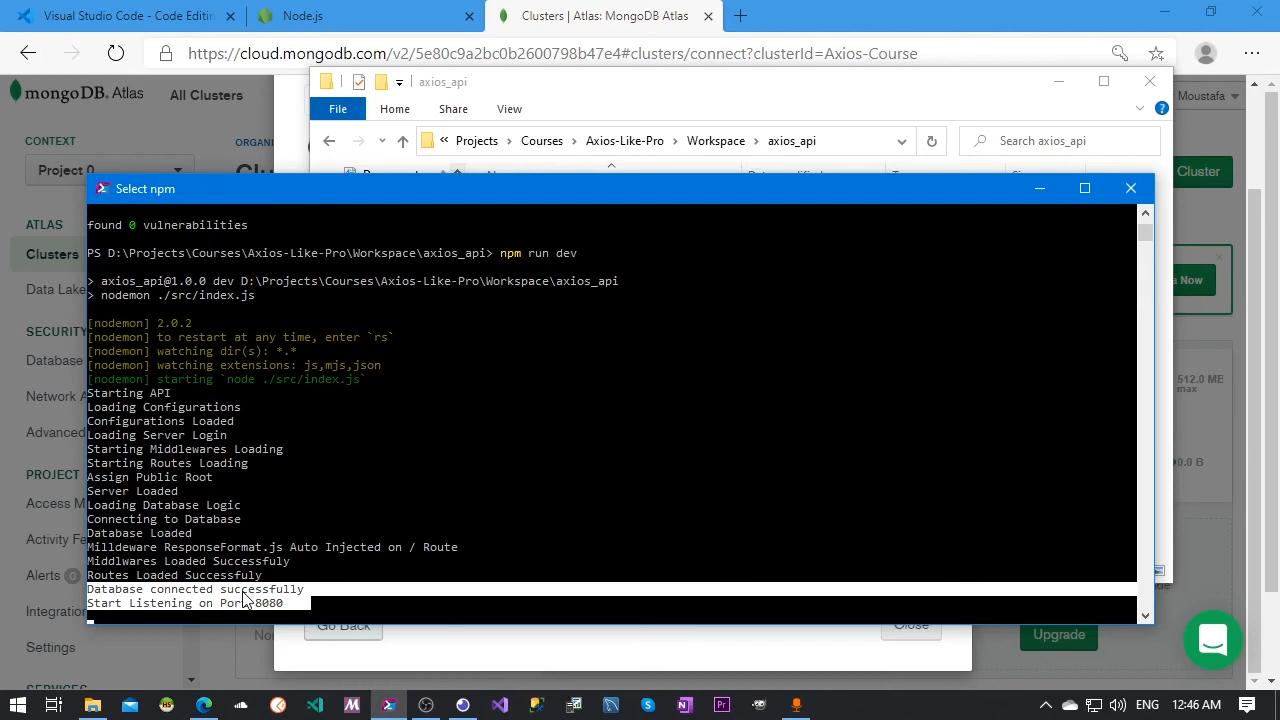 Visual Studio Code - Code Editin
Node.js
Clusters | Atlas: MongoDB Atlas
https://cloud.mongodb.com/v2/5e80c9a2bc0b2600798b47e4#clusters/connect?clusterId=Axios-Course
mongoDB. Atlas
All Clusters
Moustafa
axios_api
File
Home
Share
View
Projects
Courses
Axios-Like-Pro
Workspace
axios_api
Search axios_api
CONTEXT
Project 0
ATLAS
Clusters
Data Lake
SECURITY
Database
Network A
Advanced
PROJECT
Access M
Activity Fe
Alerts 0
Integration
Settings
Cluster
a Now
512.0 MB
max
0.0 B
Select npm
found 0 vulnerabilities
PS D:\Projects\Courses\Axios-Like-Pro\Workspace\axios_api> npm run dev
> axios_api@1.0.0 dev D:\Projects\Courses\Axios-Like-Pro\Workspace\axios_api
> nodemon ./src/index.js
[nodemon] 2.0.2
[nodemon] to restart at any time, enter `rs`
[nodemon] watching dir(s): *.*
[nodemon] watching extensions: js,mjs,json
[nodemon] starting `node ./src/index.js`
Starting API
Loading Configurations
Configurations Loaded
Loading Server Login
Starting Middlewares Loading
Starting Routes Loading
Assign Public Root
Server Loaded
Loading Database Logic
Connecting to Database
Database Loaded
Milldeware ResponseFormat.js Auto Injected on / Route
Middlwares Loaded Successfuly
Routes Loaded Successfuly
Database connected successfully
Start Listening on Port 8080
Go Back
Close
Upgrade
ENG
12:46 AM